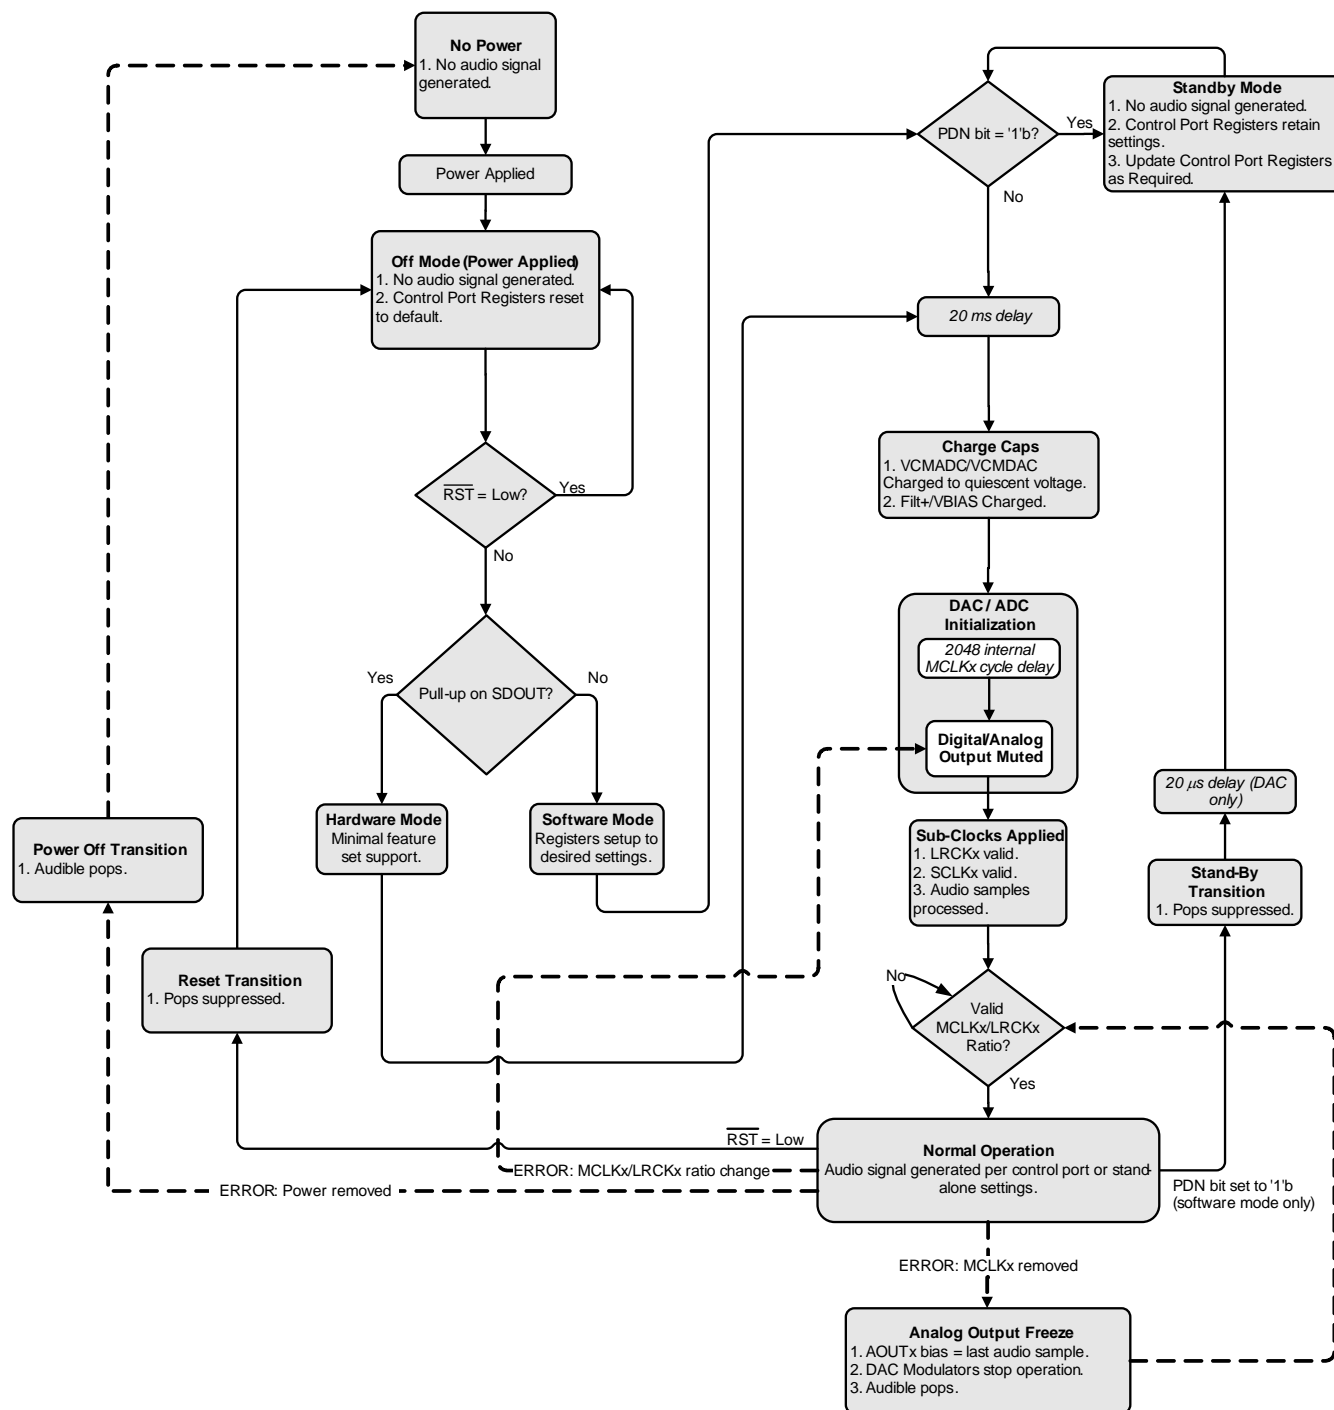 No Power
1. No audio signal
generated.
Power Applied
Off Mode (Power Applied)
1. No audio signal generated.
2. Control Port Registers reset
to default.
RST = Low?
Yes
No
Pull-up on SDOUT?
Yes
No
Hardware Mode
Minimal feature
set support.
Software Mode
Registers setup to
desired settings.
Power Off Transition
1. Audible pops.
Reset Transition
1. Pops suppressed.
PDN bit = '1'b?
Yes
No
Standby Mode
1. No audio signal generated.
2. Control Port Registers retain
settings.
3. Update Control Port Registers
as Required.
20 ms delay
Charge Caps
1. VCMADC/VCMDAC
Charged to quiescent voltage.
2. Filt+/VBIAS Charged.
DAC / ADC
Initialization
2048 internal
MCLKx cycle delay
Digital/Analog
Output Muted
Sub-Clocks Applied
1. LRCKx valid.
2. SCLKx valid.
3. Audio samples
processed.
20 μs delay (DAC
only)
Stand-By
Transition
1. Pops suppressed.
No
Valid
MCLKx/LRCKx
Ratio?
Yes
RST = Low
ERROR: MCLKx/LRCKx ratio change
ERROR: Power removed
Normal Operation
Audio signal generated per control port or stand-
alone settings.
PDN bit set to '1'b
(software mode only)
ERROR: MCLKx removed
Analog Output Freeze
1. AOUTx bias = last audio sample.
2. DAC Modulators stop operation.
3. Audible pops.